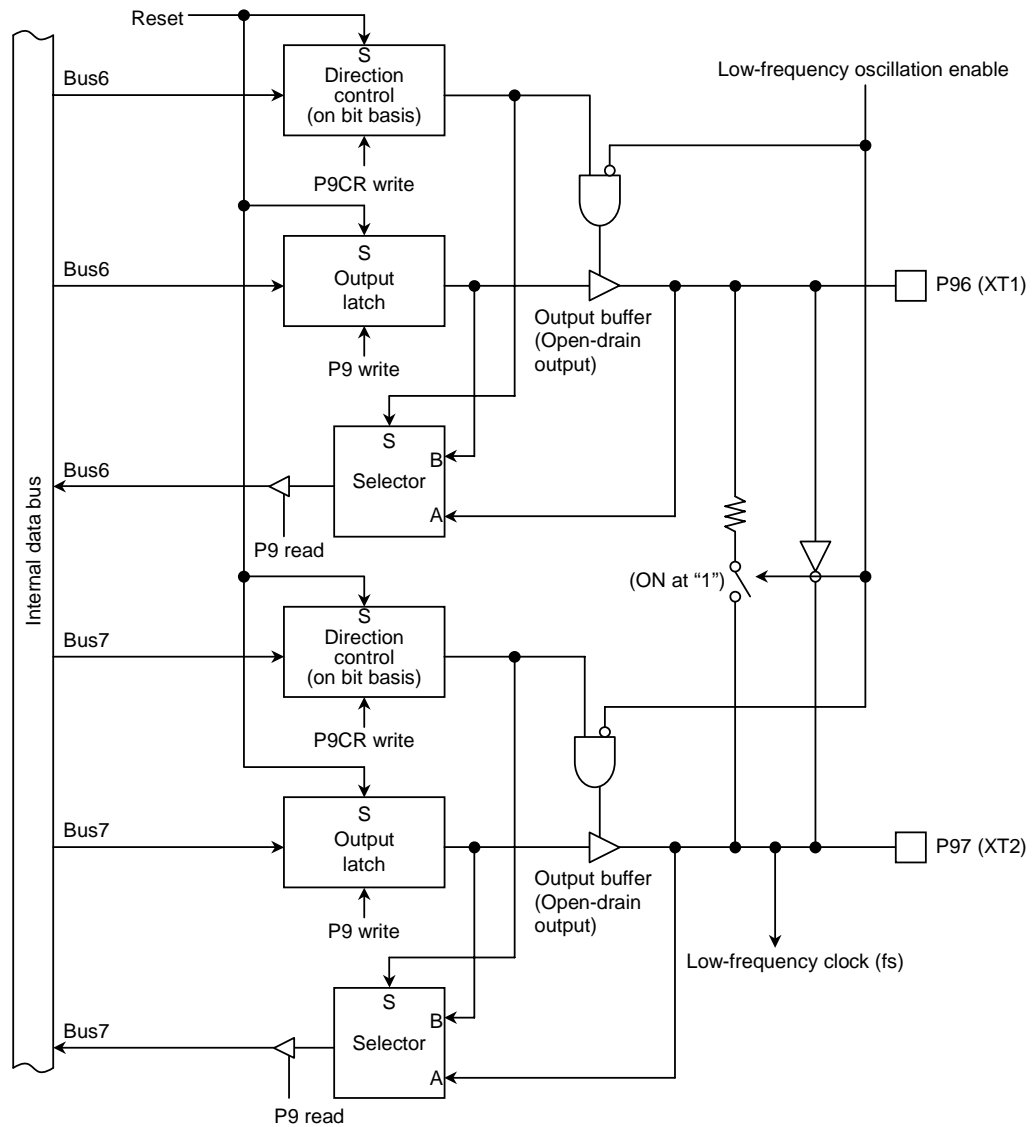 Reset
S
Direction
control
(on bit basis)
Bus6
P9CR write
Low-frequency oscillation enable
S
Output
latch
Bus6
P9 write
Output buffer
(Open-drain
output)
P96 (XT1)
S
B
Selector
A
Bus6
P9 read
Internal data bus
(ON at “1”)
S
Direction
control
(on bit basis)
Bus7
P9CR write
S
Output
latch
Bus7
P9 write
Output buffer
(Open-drain
output)
P97 (XT2)
Low-frequency clock (fs)
S
B
Selector
A
Bus7
P9 read